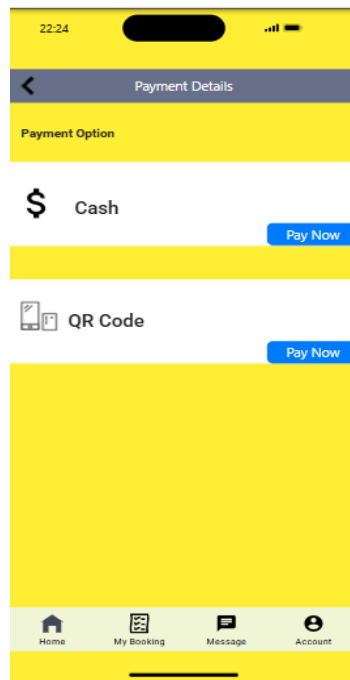 22:24
Payment Details
Payment Option
$ Cash
Pay Now
QR Code
Pay Now
Home My Booking Message Account